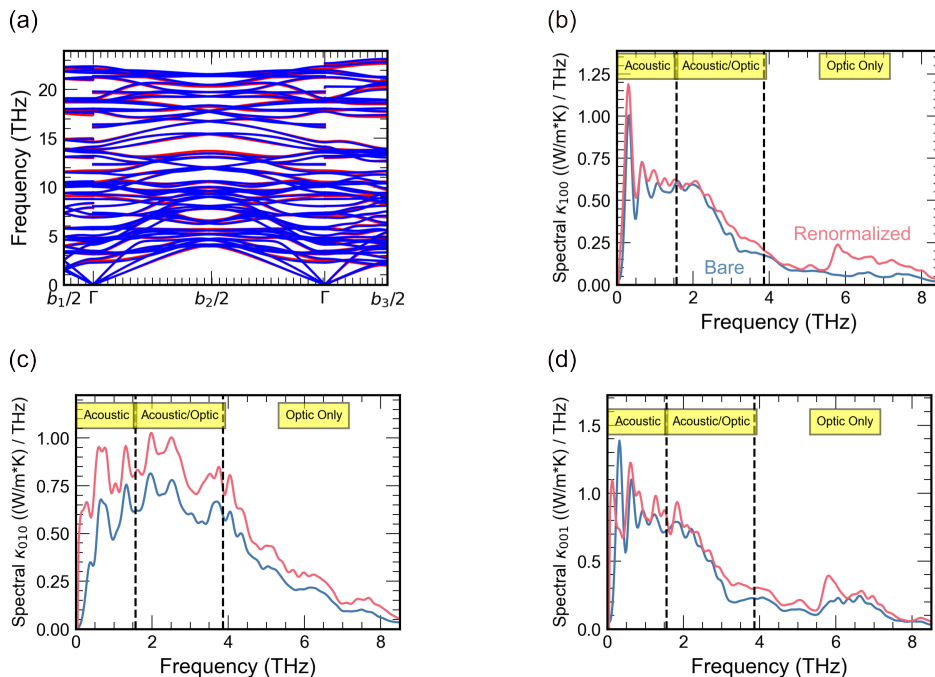 (a)
Frequency (THz)
20
15
10
5
0
b₁/2 Γ b₂/2 Γ b₃/2
(b)
Spectral κ₁₀₀ ((W/m*K) / THz)
1.25
1.00
0.75
0.50
0.25
0.00
Acoustic Acoustic/Optic Optic Only
Renormalized
Bare
0 2 4 6 8
Frequency (THz)
(c)
Spectral κ₀₁₀ ((W/m*K) / THz)
1.00
0.75
0.50
0.25
0.00
Acoustic Acoustic/Optic Optic Only
0 2 4 6 8
Frequency (THz)
(d)
Spectral κ₀₀₁ ((W/m*K) / THz)
1.5
1.0
0.5
0.0
Acoustic Acoustic/Optic Optic Only
0 2 4 6 8
Frequency (THz)